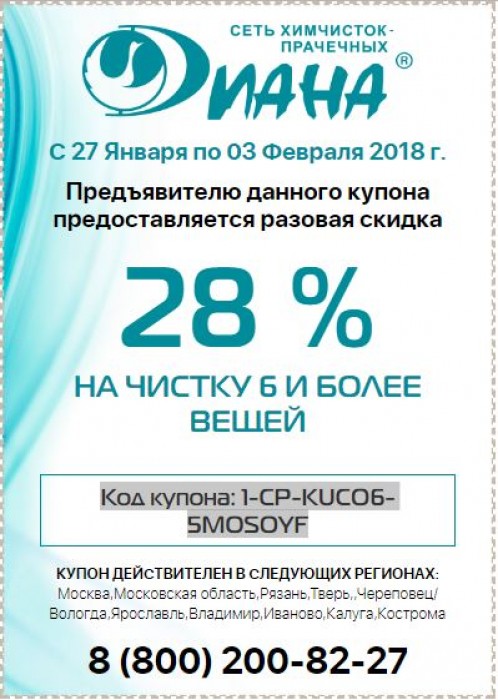 СЕТЬ ХИМЧИСТОК-
ПРАЧЕЧНЫХ
ДИАНА®
С 27 Января по 03 Февраля 2018 г.
Предъявителю данного купона
предоставляется разовая скидка
28 %
НА ЧИСТКУ 6 И БОЛЕЕ
ВЕЩЕЙ
Код купона: 1-CP-KUCO6-
5MOSOYF
КУПОН ДЕЙСТВИТЕЛЕН В СЛЕДУЮЩИХ РЕГИОНАХ:
Москва,Московская область,Рязань,Тверь,,Череповец/
Вологда,Ярославль,Владимир,Иваново,Калуга,Кострома
8 (800) 200-82-27